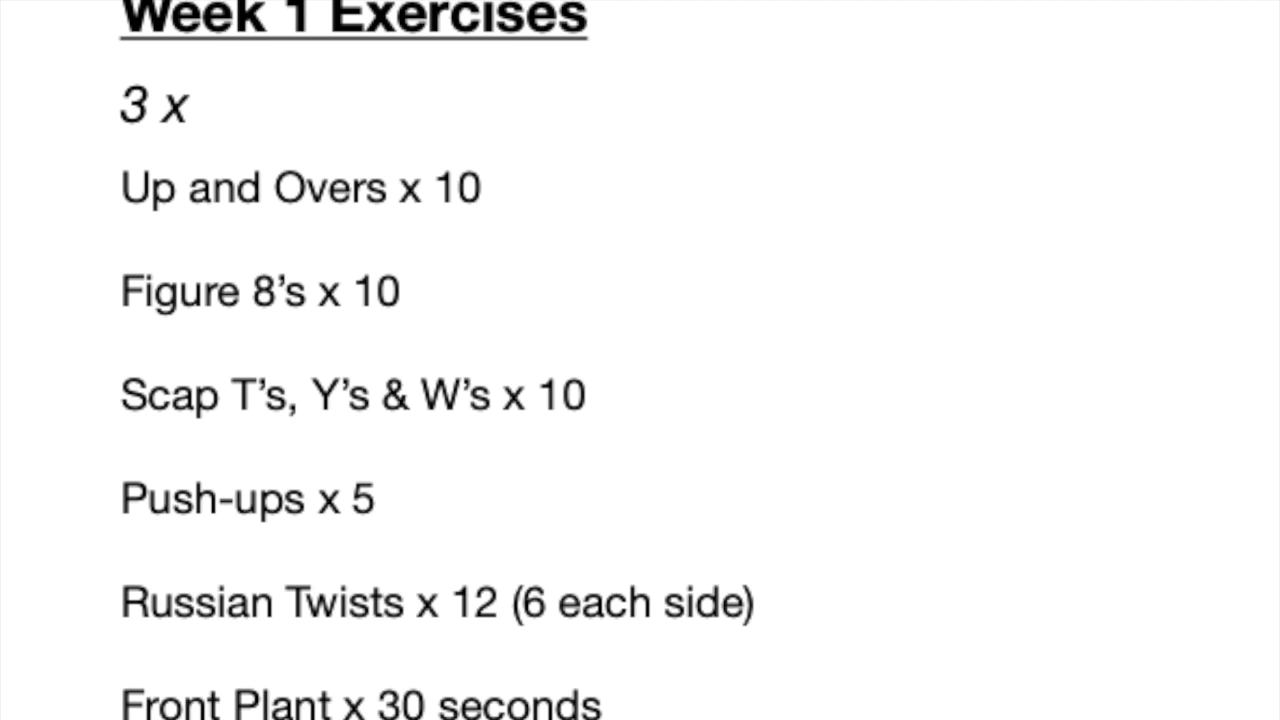 Week 1 Exercises
3 x
Up and Overs x 10
Figure 8’s x 10
Scap T’s, Y’s & W’s x 10
Push-ups x 5
Russian Twists x 12 (6 each side)
Front Plant x 30 seconds